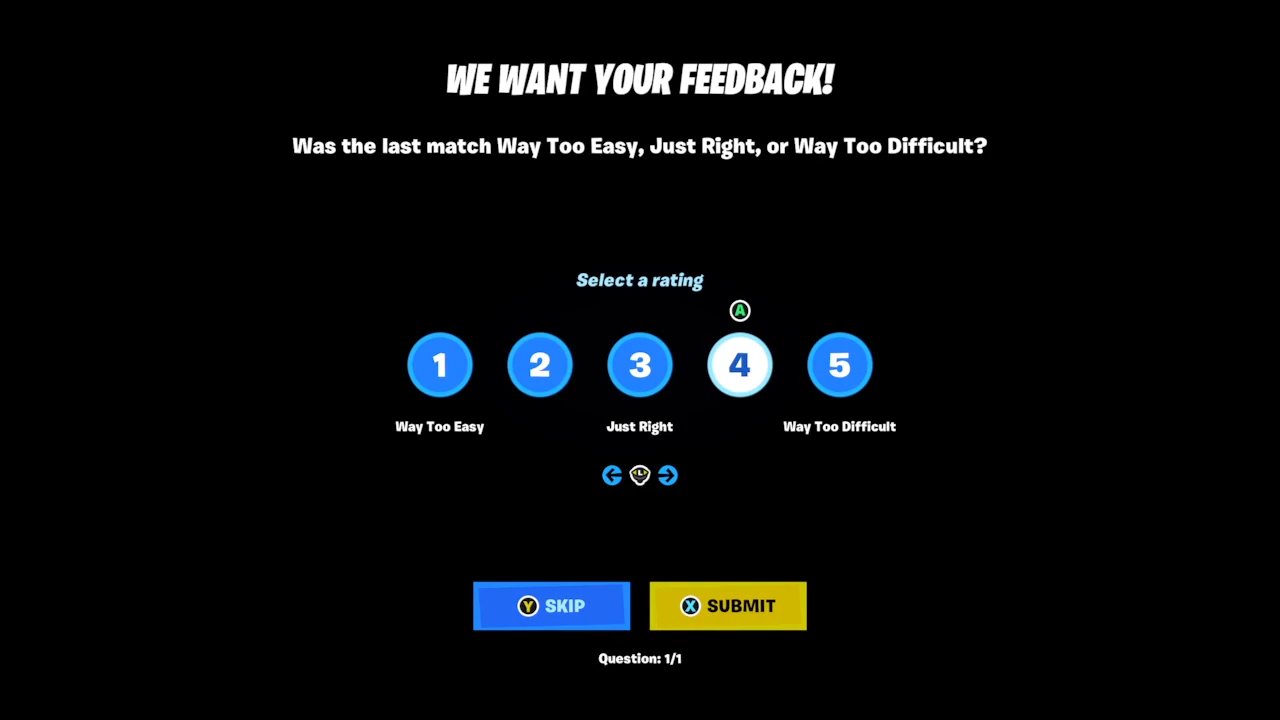 WE WANT YOUR FEEDBACK!
Was the last match Way Too Easy, Just Right, or Way Too Difficult?
Select a rating
A
1 2 3 4 5
Way Too Easy Just Right Way Too Difficult
L
Y SKIP X SUBMIT
Question: 1/1